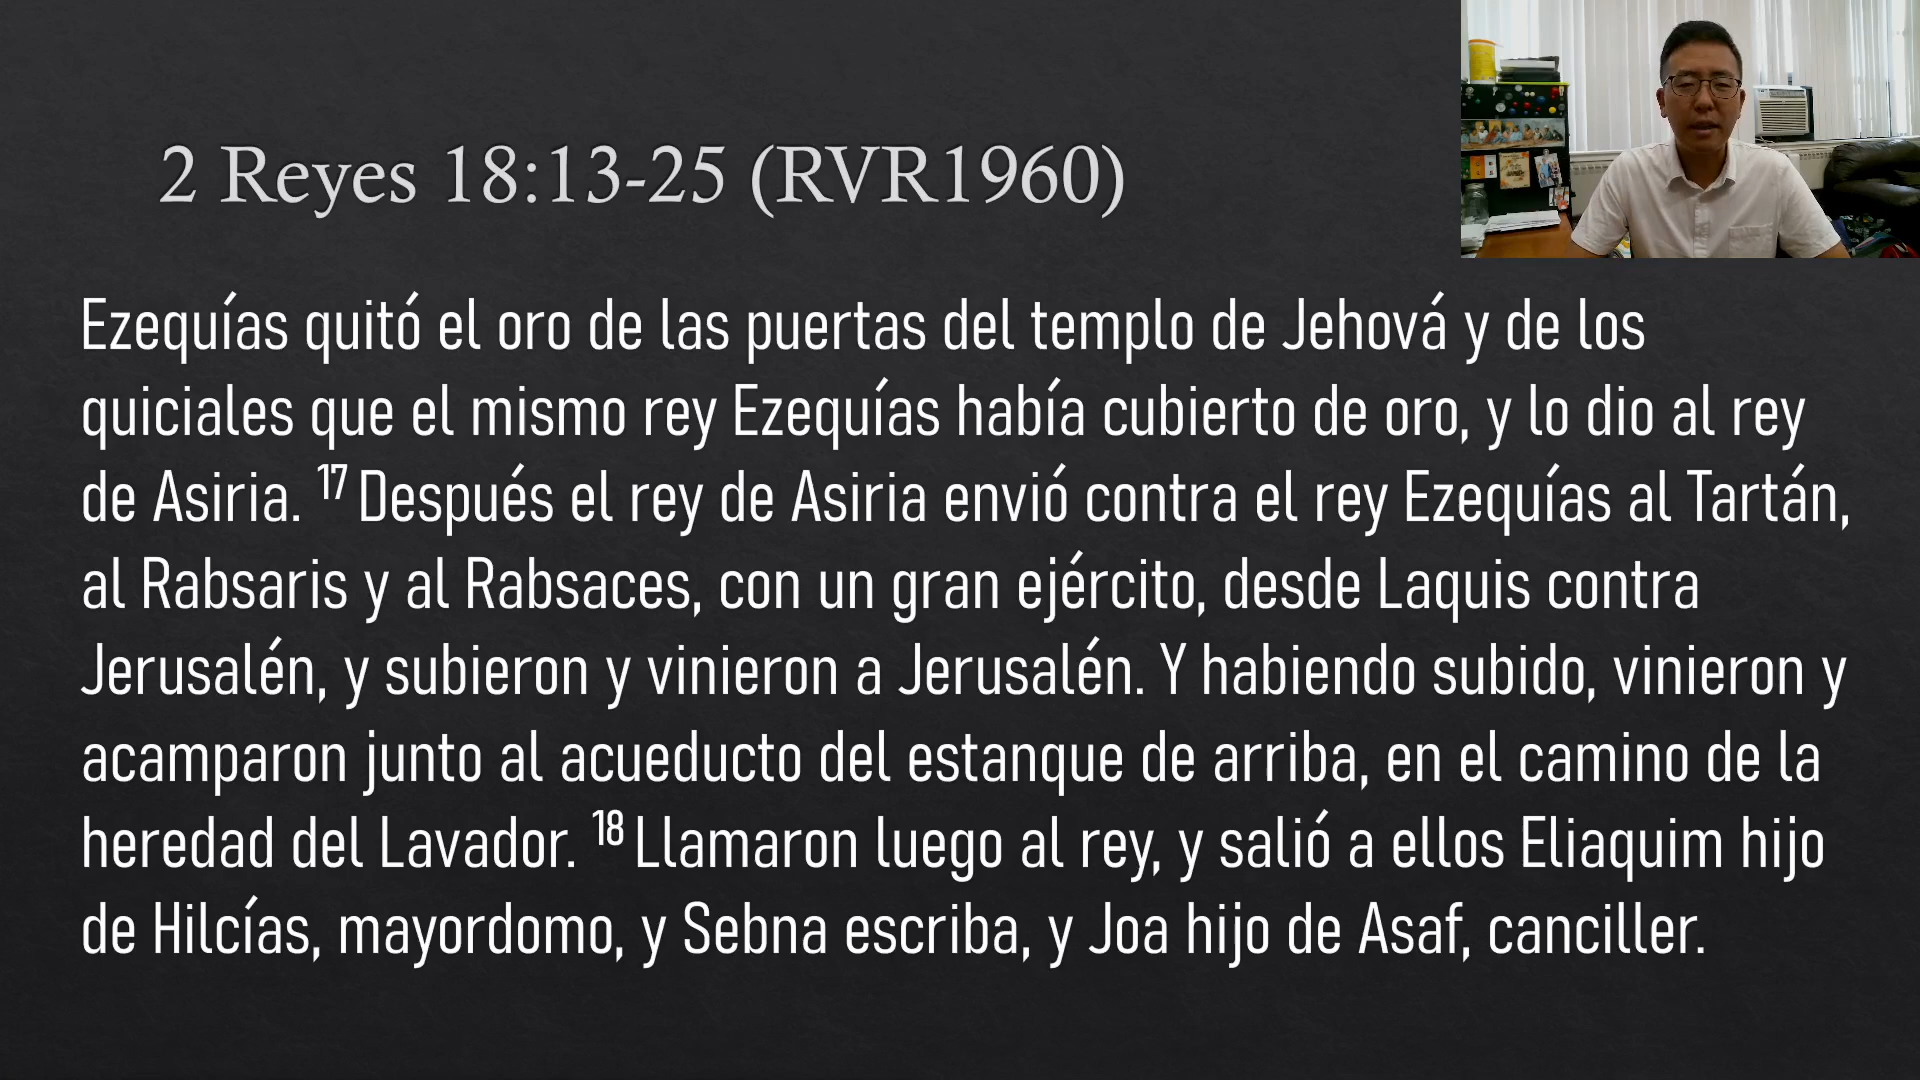 2 Reyes 18:13-25 (RVR1960)
Ezequías quitó el oro de las puertas del templo de Jehová y de los
quiciales que el mismo rey Ezequías había cubierto de oro, y lo dio al rey
de Asiria. 17 Después el rey de Asiria envió contra el rey Ezequías al Tartán,
al Rabsaris y al Rabsaces, con un gran ejército, desde Laquis contra
Jerusalén, y subieron y vinieron a Jerusalén. Y habiendo subido, vinieron y
acamparon junto al acueducto del estanque de arriba, en el camino de la
heredad del Lavador. 18 Llamaron luego al rey, y salió a ellos Eliaquim hijo
de Hilcías, mayordomo, y Sebna escriba, y Joa hijo de Asaf, canciller.